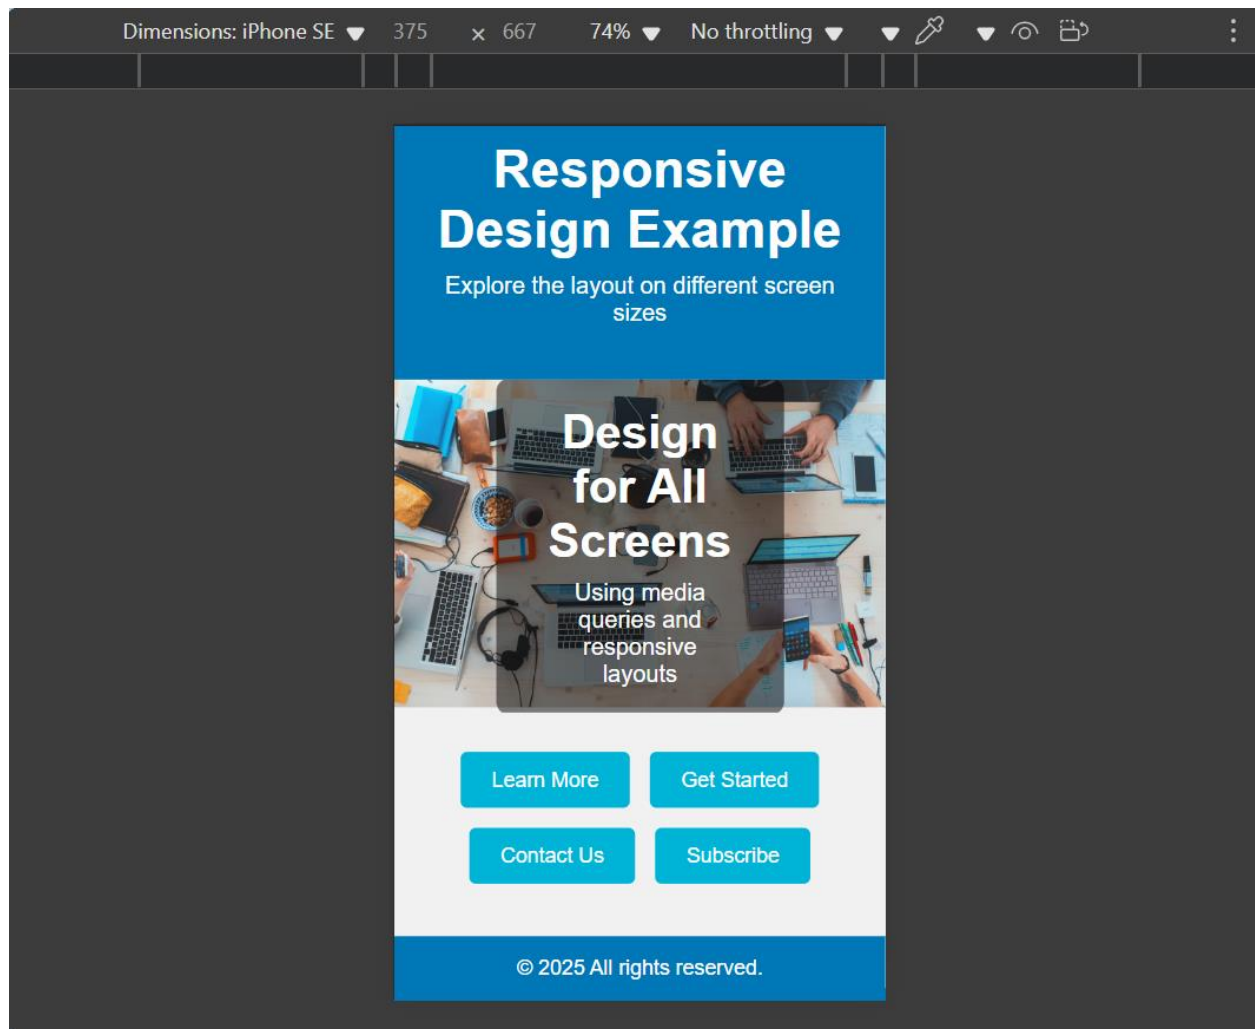 Dimensions: iPhone SE 375 × 667 74% No throttling
Responsive
Design Example
Explore the layout on different screen
sizes
Design
for All
Screens
Using media
queries and
responsive
layouts
Learn More Get Started
Contact Us Subscribe
© 2025 All rights reserved.